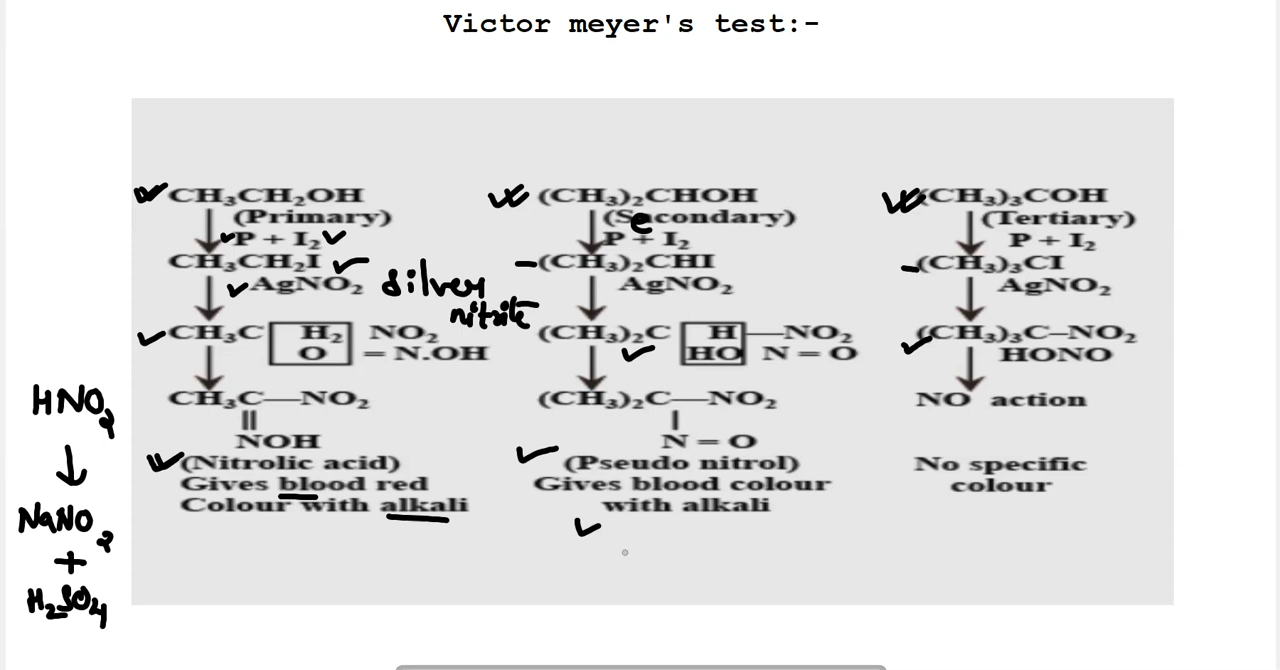 Victor meyer's test:-
CH₃CH₂OH
(Primary)
P + I₂
CH₃CH₂I
AgNO₂
silver
nitrite
CH₃C H₂ NO₂
O = N.OH
CH₃C—NO₂
||
NOH
(Nitrolic acid)
Gives blood red
Colour with alkali
(CH₃)₂CHOH
(Secondary)
P + I₂
(CH₃)₂CHI
AgNO₂
(CH₃)₂C H —NO₂
HO N = O
(CH₃)₂C—NO₂
|
N = O
(Pseudo nitrol)
Gives blood colour
with alkali
(CH₃)₃COH
(Tertiary)
P + I₂
(CH₃)₃CI
AgNO₂
(CH₃)₃C–NO₂
HONO
NO action
No specific
colour
HNO₂
↓
NaNO₂
+
H₂SO₄